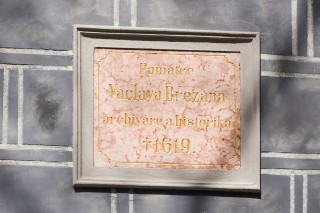 Památce
Václava Březana
archiváře a historika
† 1619.